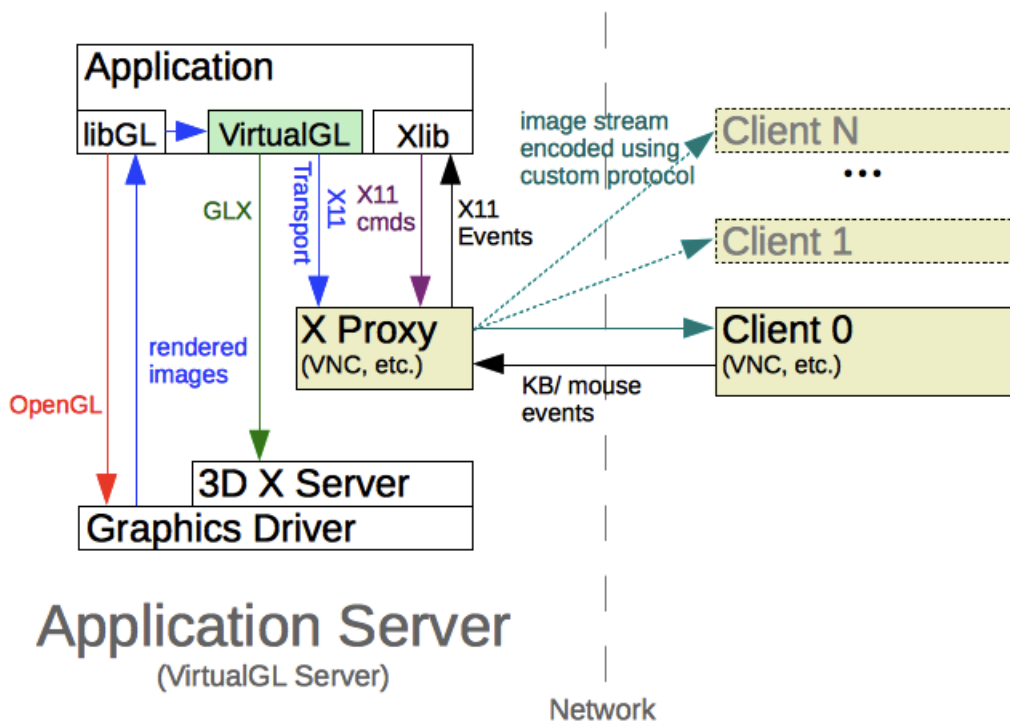 Application
libGL
VirtualGL
Xlib
image stream
encoded using
custom protocol
Client N
...
GLX
X11
Transport
X11
cmds
X11
Events
Client 1
X Proxy
(VNC, etc.)
Client 0
(VNC, etc.)
rendered
images
KB/ mouse
events
OpenGL
3D X Server
Graphics Driver
Application Server
(VirtualGL Server)
Network